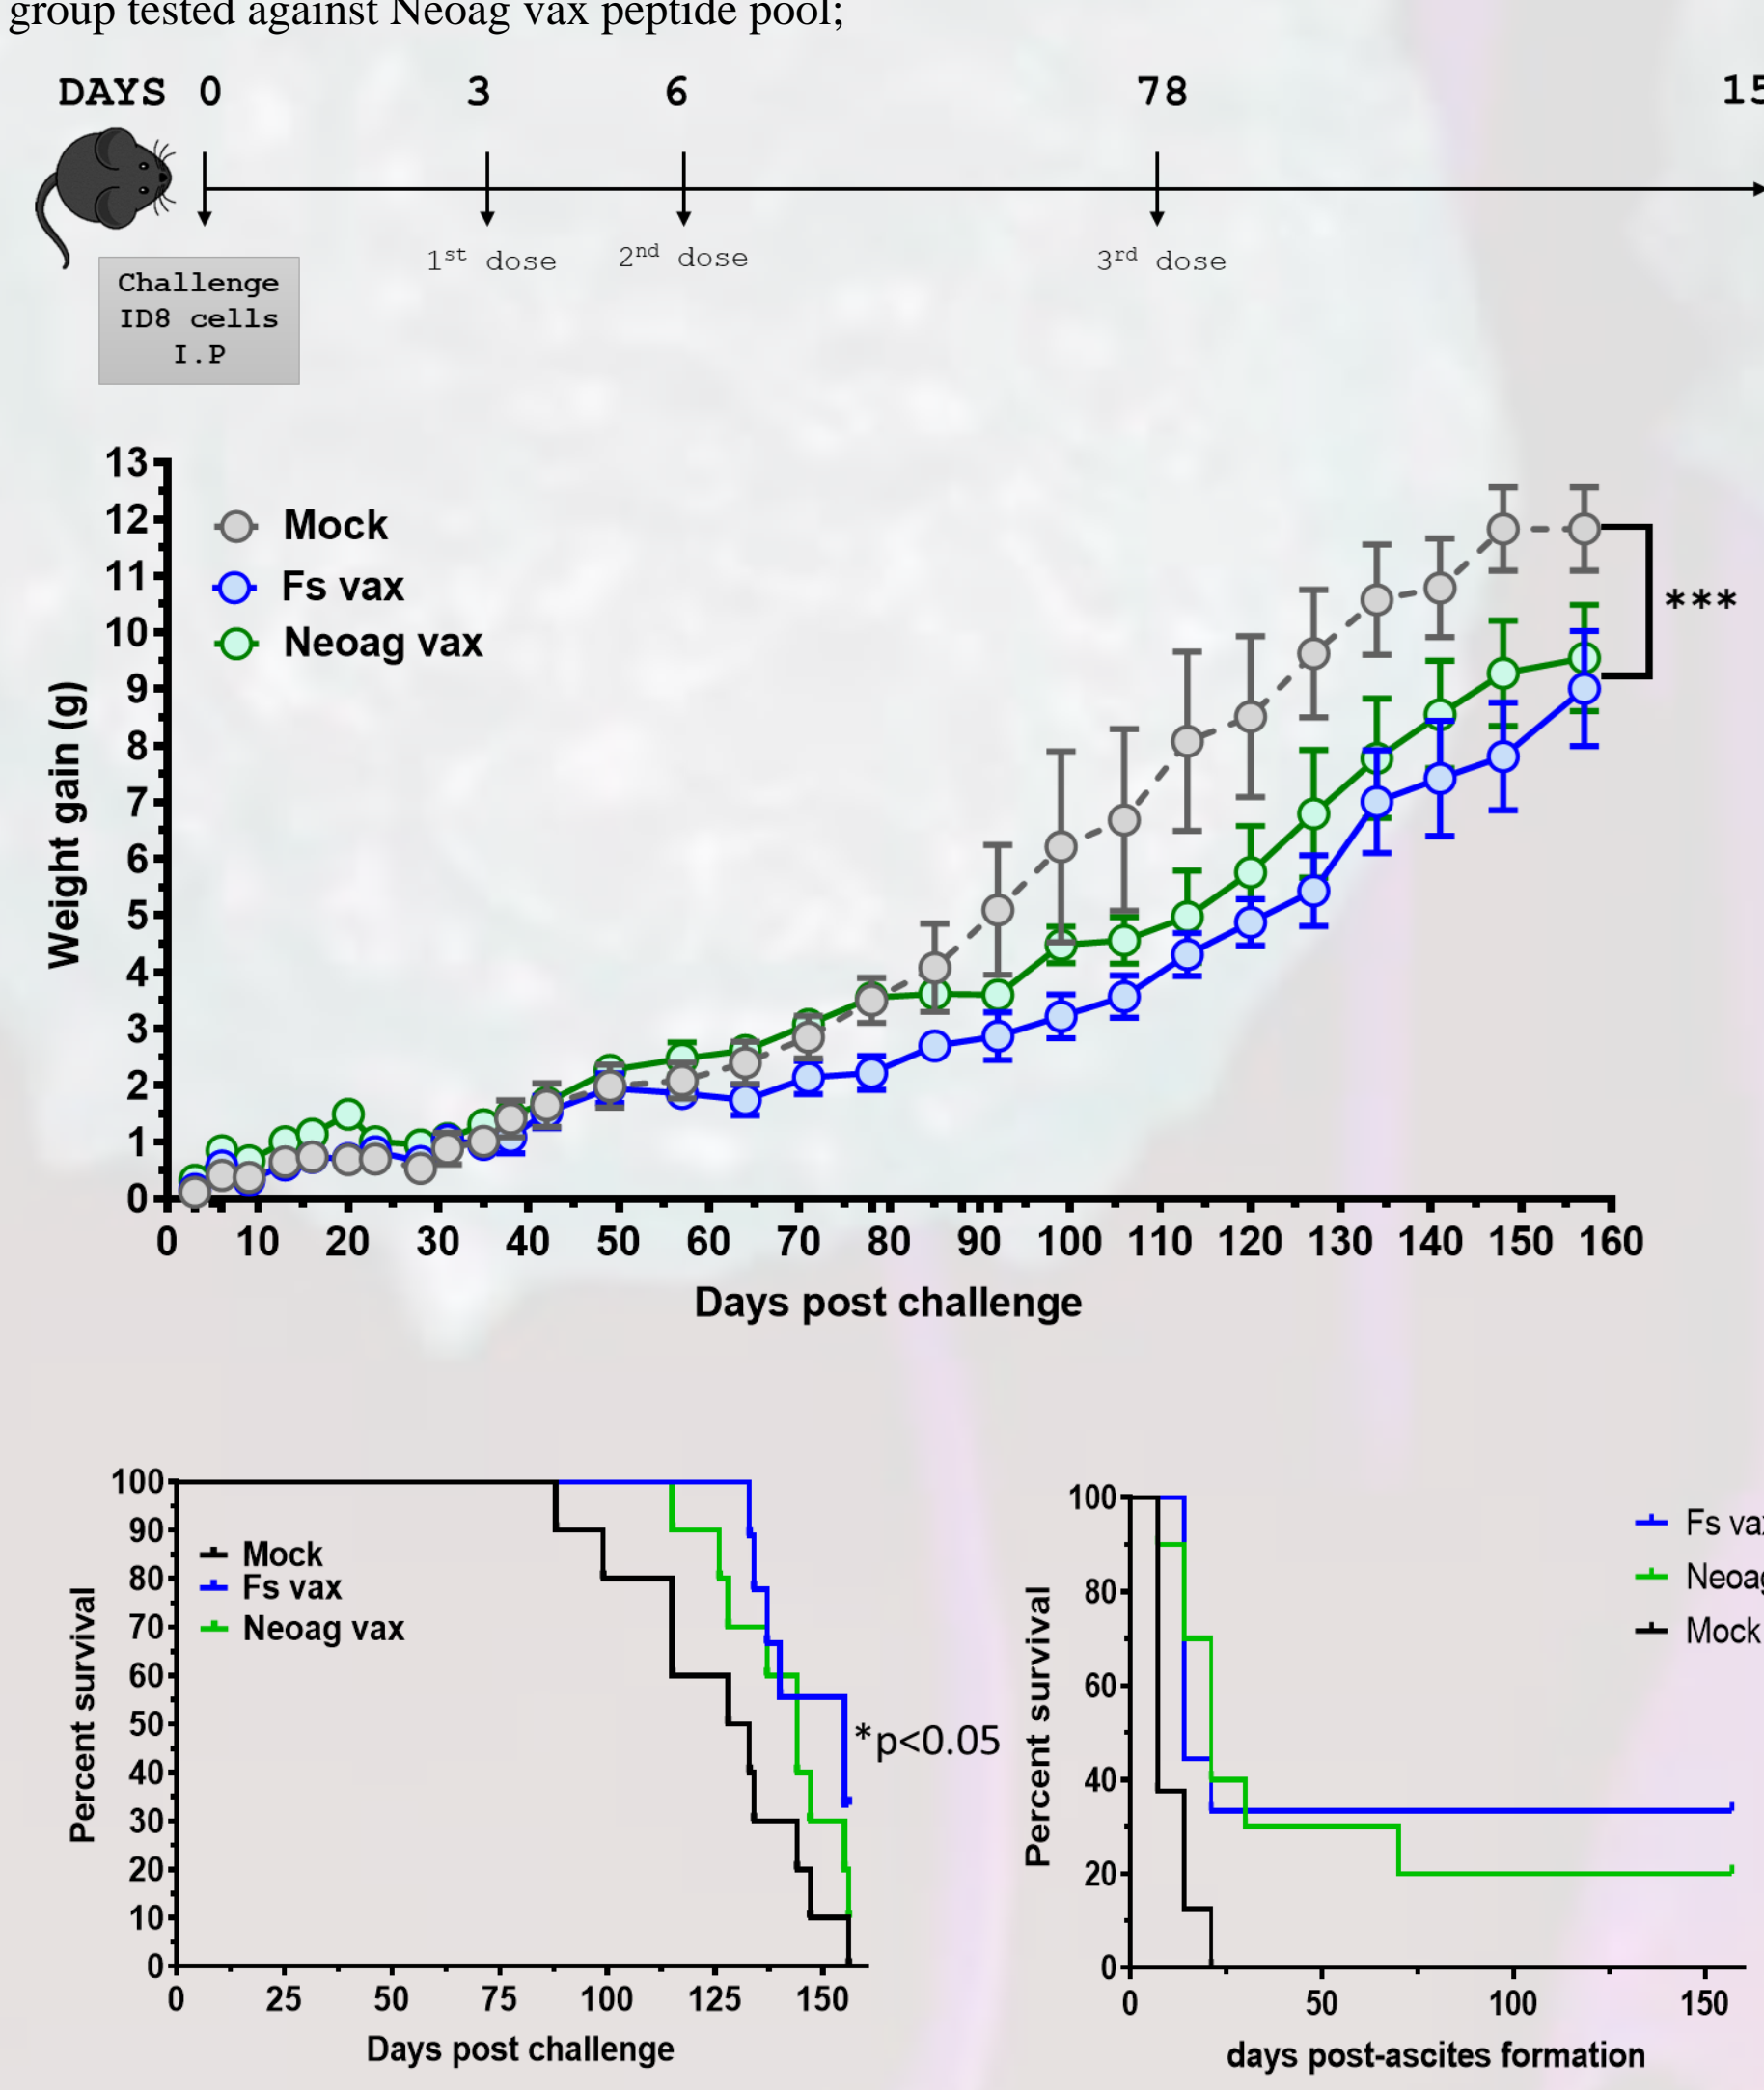 group tested against Neoag vax peptide pool;
DAYS 0 3 6 78 15
1st dose 2nd dose 3rd dose
Challenge
ID8 cells
I.P
13
12
11
10
9
8
7
6
5
4
3
2
1
0
Weight gain (g)
Mock
Fs vax
Neoag vax
***
0 10 20 30 40 50 60 70 80 90 100 110 120 130 140 150 160
Days post challenge
100
90
80
70
60
50
40
30
20
10
0
Percent survival
Mock
Fs vax
Neoag vax
*p<0.05
0 25 50 75 100 125 150
Days post challenge
100
80
60
40
20
0
Percent survival
Fs va
Neoag
Mock
0 50 100 150
days post-ascites formation